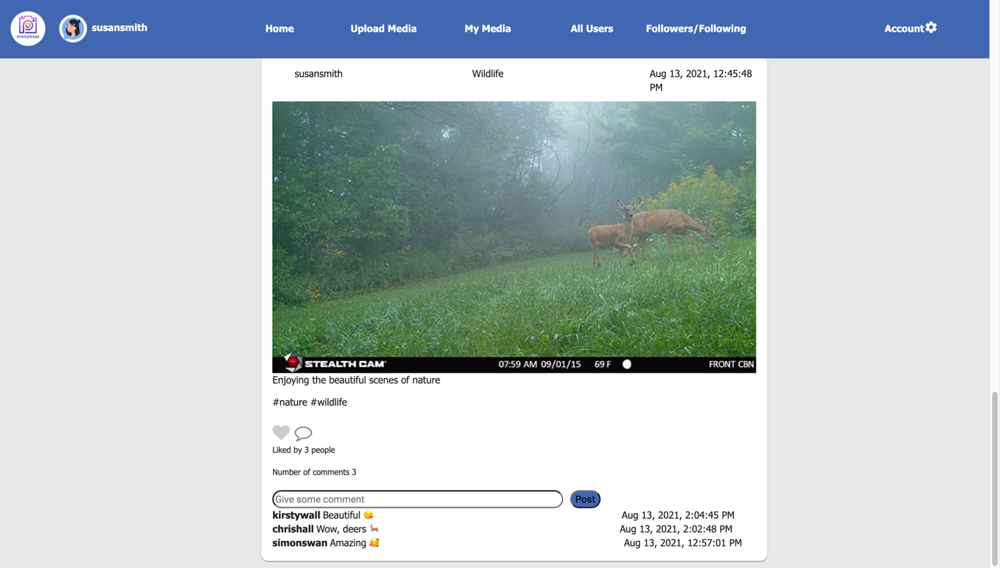 PIXOGRAM
susansmith
Home Upload Media My Media All Users Followers/Following Account
susansmith Wildlife Aug 13, 2021, 12:45:48
PM
STEALTH CAM 07:59 AM 09/01/15 69 F FRONT CBN
Enjoying the beautiful scenes of nature
#nature #wildlife
Liked by 3 people
Number of comments 3
Give some comment Post
kirstywall Beautiful 😘 Aug 13, 2021, 2:04:45 PM
chrishall Wow, deers 🦌 Aug 13, 2021, 2:02:48 PM
simonswan Amazing 🥰 Aug 13, 2021, 12:57:01 PM